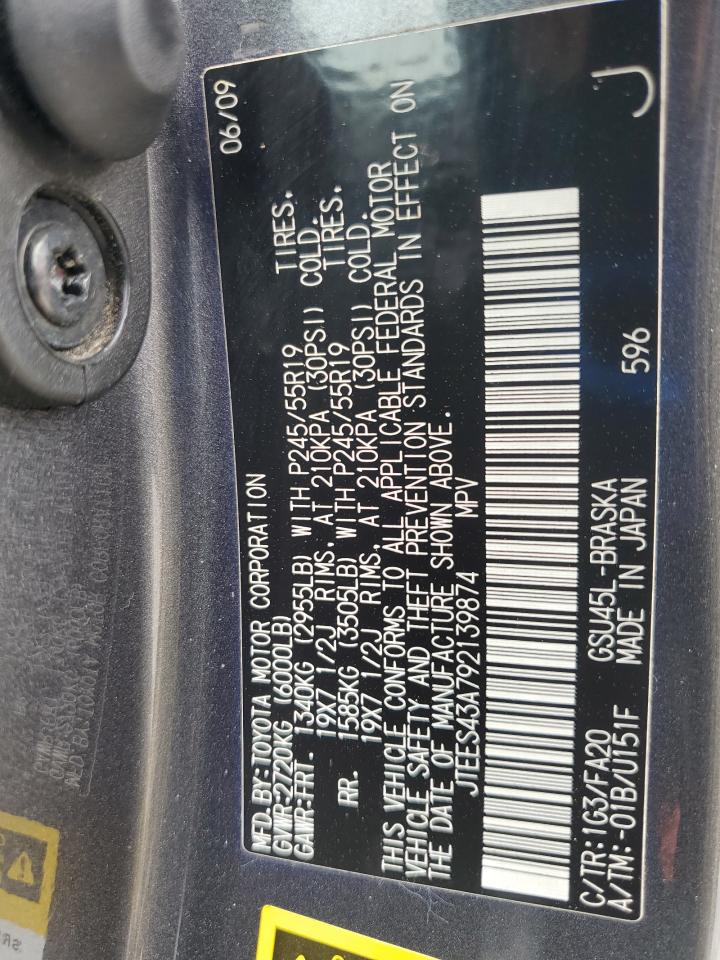 MFD.BY:TOYOTA MOTOR CORPORATION 06/09
GVWR:2720KG (6000LB)
GAWR:FRT. 1340KG (2955LB) WITH P245/55R19 TIRES.
19X7 1/2J RIMS. AT 210KPA (30PSI) COLD.
RR. 1585KG (3505LB) WITH P245/55R19 TIRES.
19X7 1/2J RIMS. AT 210KPA (30PSI) COLD.
THIS VEHICLE CONFORMS TO ALL APPLICABLE FEDERAL MOTOR
VEHICLE SAFETY AND THEFT PREVENTION STANDARDS IN EFFECT ON
THE DATE OF MANUFACTURE SHOWN ABOVE.
JTEES43A792139874 MPV
C/TR:1G3/FA20 GSU45L-BRASKA 596
A/TM:-01B/U151F MADE IN JAPAN J